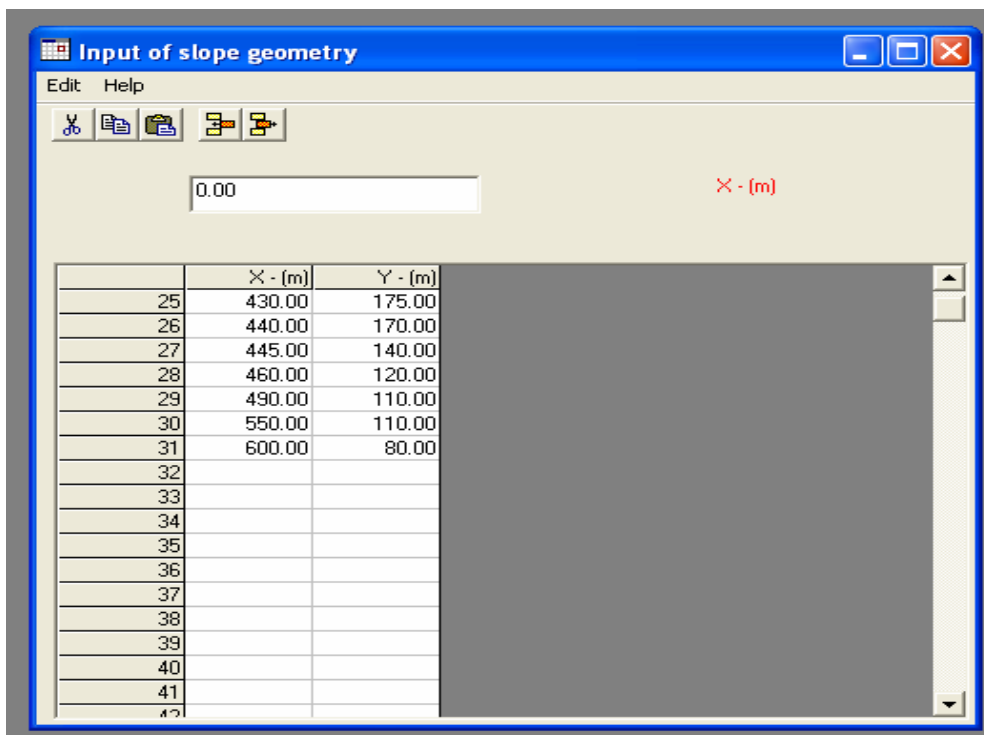 Input of slope geometry
Edit Help
0.00 X - (m)
X - (m) Y - (m)
25 430.00 175.00
26 440.00 170.00
27 445.00 140.00
28 460.00 120.00
29 490.00 110.00
30 550.00 110.00
31 600.00 80.00
32
33
34
35
36
37
38
39
40
41
42